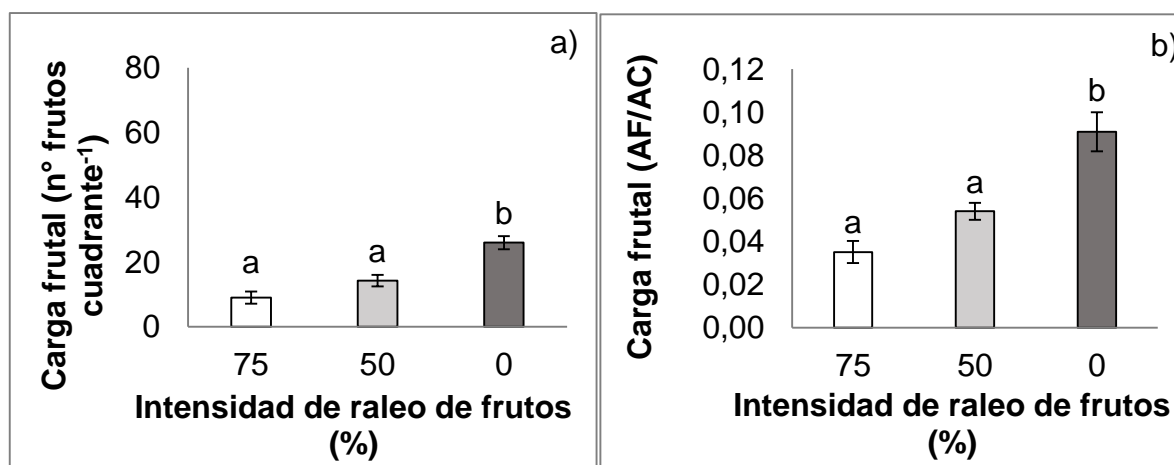 a)
Carga frutal (n° frutos
cuadrante⁻¹)
80
60
40
20
0
a
a
b
75 50 0
Intensidad de raleo de frutos
(%)
b)
Carga frutal (AF/AC)
0,12
0,10
0,08
0,06
0,04
0,02
0,00
a
a
b
75 50 0
Intensidad de raleo de frutos
(%)